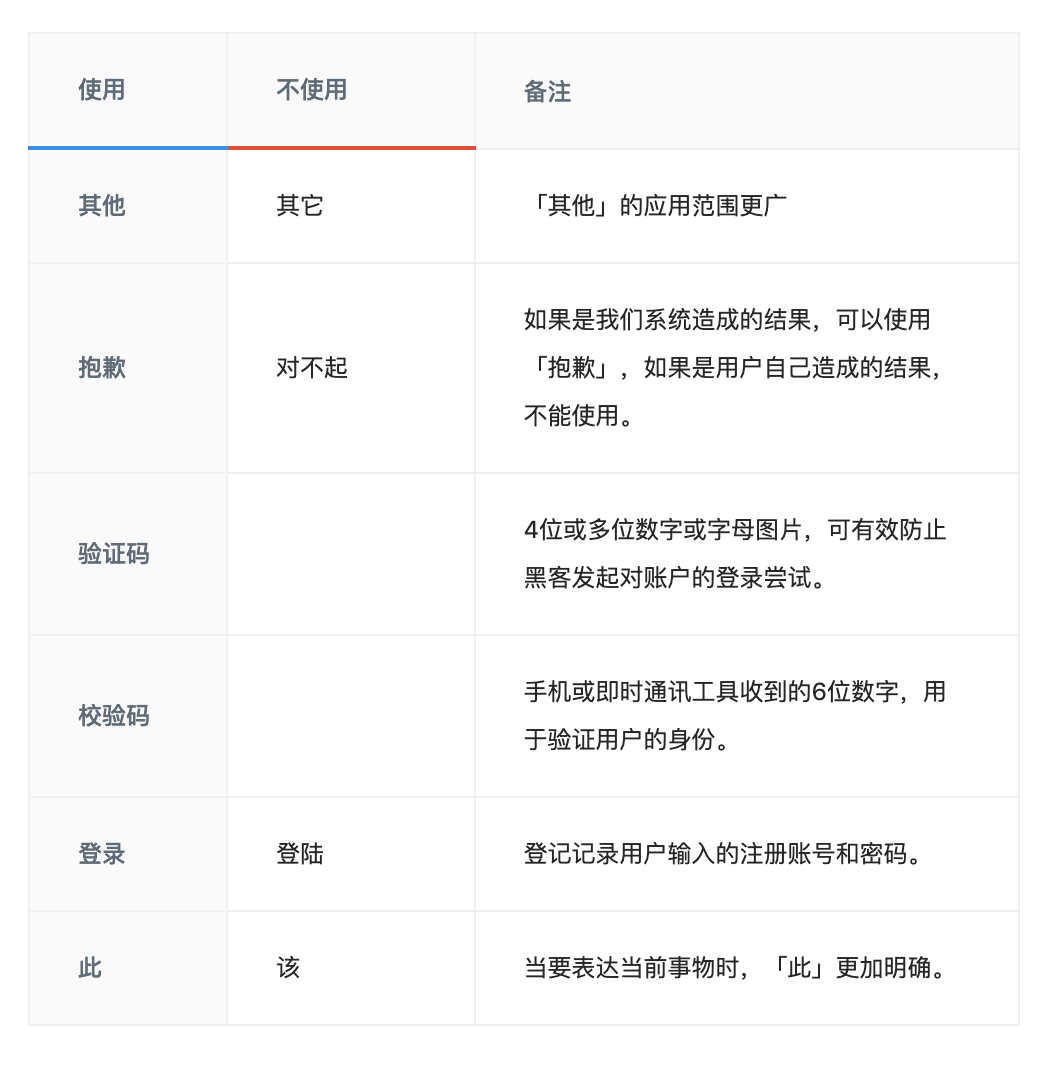 使用
不使用
备注
其他
其它
「其他」的应用范围更广
抱歉
对不起
如果是我们系统造成的结果，可以使用
「抱歉」，如果是用户自己造成的结果，
不能使用。
验证码
4位或多位数字或字母图片，可有效防止
黑客发起对账户的登录尝试。
校验码
手机或即时通讯工具收到的6位数字，用
于验证用户的身份。
登录
登陆
登记记录用户输入的注册账号和密码。
此
该
当要表达当前事物时，「此」更加明确。